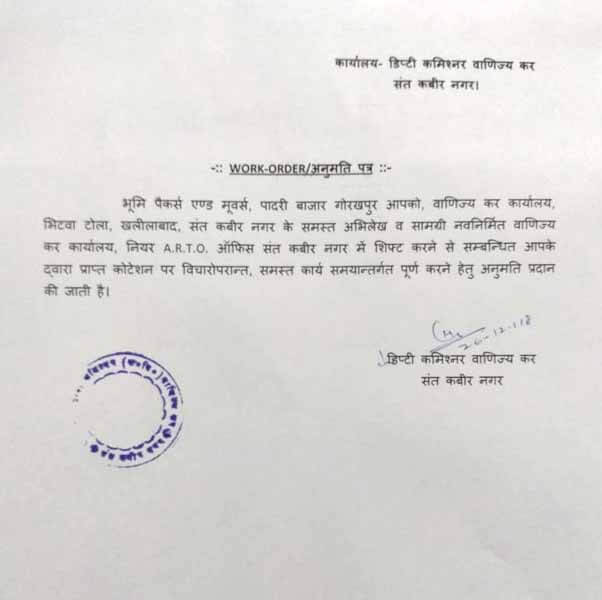 कार्यालय- डिप्टी कमिश्नर वाणिज्य कर
संत कबीर नगर।
-:: WORK-ORDER/अनुमति पत्र ::-
भूमि पैकर्स एण्ड मूवर्स, पादरी बाजार गोरखपुर आपको, वाणिज्य कर कार्यालय,
भिटवा टोला, खलीलाबाद, संत कबीर नगर के समस्त अभिलेख व सामग्री नवनिर्मित वाणिज्य
कर कार्यालय, नियर A.R.T.O. ऑफिस संत कबीर नगर में शिफ्ट करने से सम्बन्धित आपके
द्वारा प्राप्त कोटेशन पर विचारोपरान्त, समस्त कार्य समयान्तर्गत पूर्ण करने हेतु अनुमति प्रदान
की जाती है।
26-12-18
डिप्टी कमिश्नर वाणिज्य कर
संत कबीर नगर
वाणिज्य कर
संत कबीर नगर